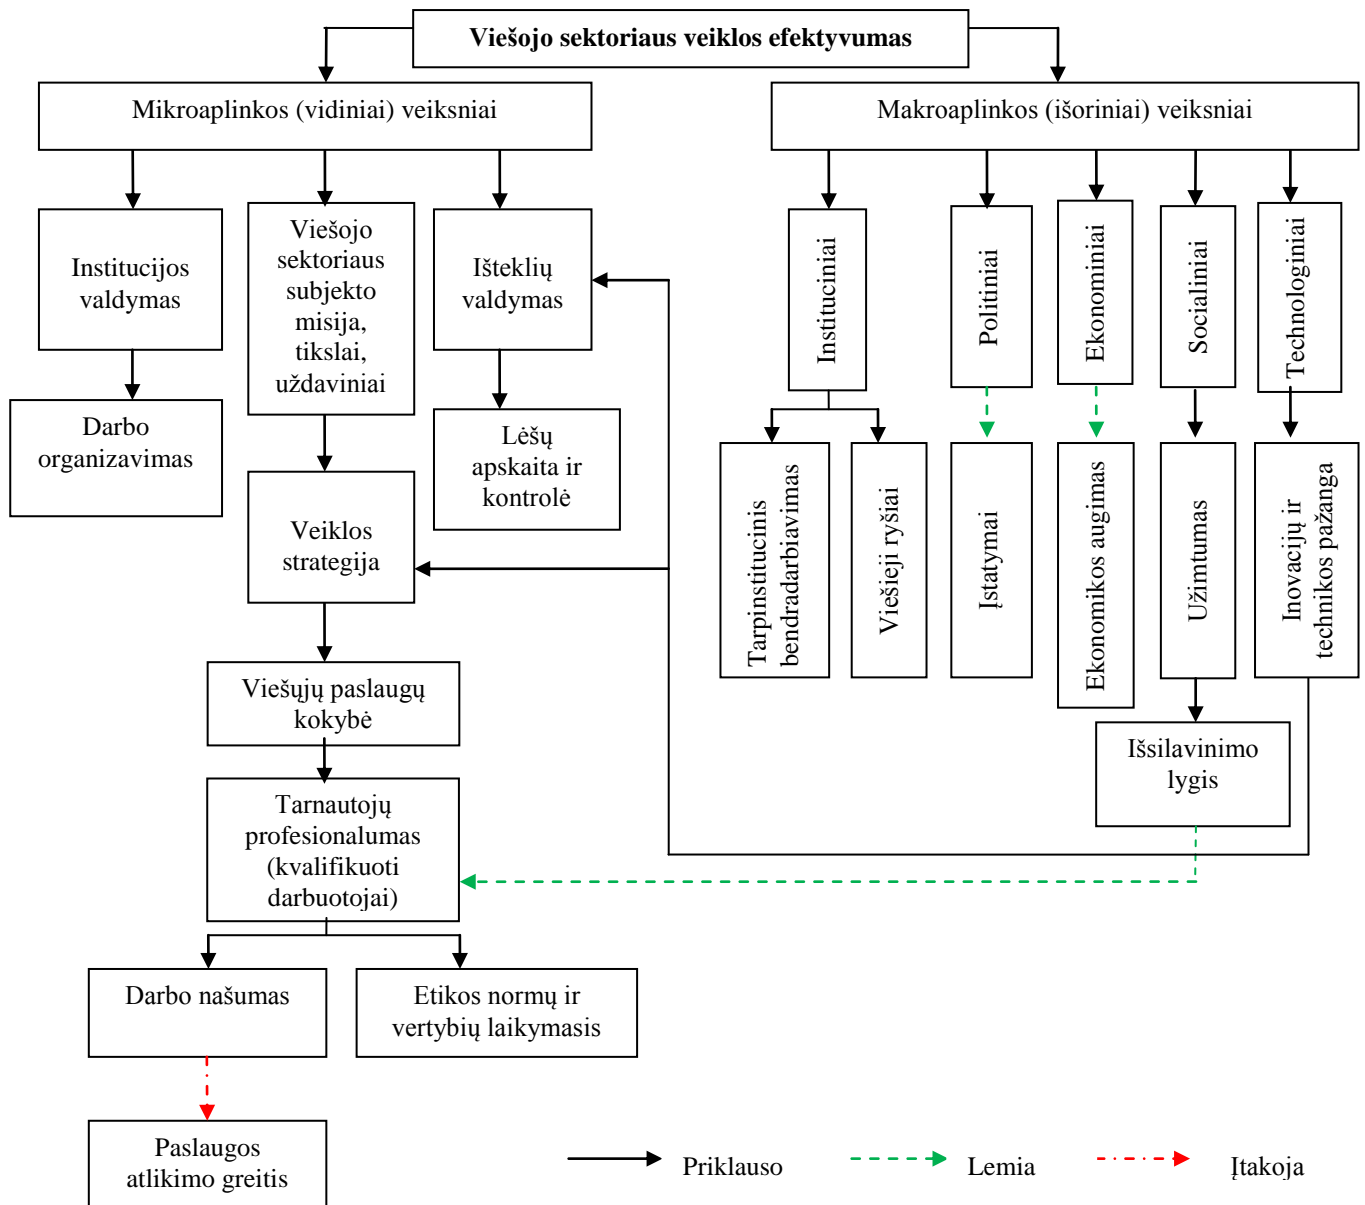 Viešojo sektoriaus veiklos efektyvumas
Mikroaplinkos (vidiniai) veiksniai
Makroaplinkos (išoriniai) veiksniai
Institucijos
valdymas
Viešojo
sektoriaus
subjekto
misija,
tikslai,
uždaviniai
Išteklių
valdymas
Instituciniai
Politiniai
Ekonominiai
Socialiniai
Technologiniai
Darbo
organizavimas
Lėšų
apskaita ir
kontrolė
Tarpinstitucinis
bendradarbiavimas
Viešieji ryšiai
Įstatymai
Ekonomikos augimas
Užimtumas
Inovacijų ir
technikos pažanga
Veiklos
strategija
Viešųjų paslaugų
kokybė
Išsilavinimo
lygis
Tarnautojų
profesionalumas
(kvalifikuoti
darbuotojai)
Darbo našumas
Etikos normų ir
vertybių laikymasis
Paslaugos
atlikimo greitis
Priklauso
Lemia
Įtakoja